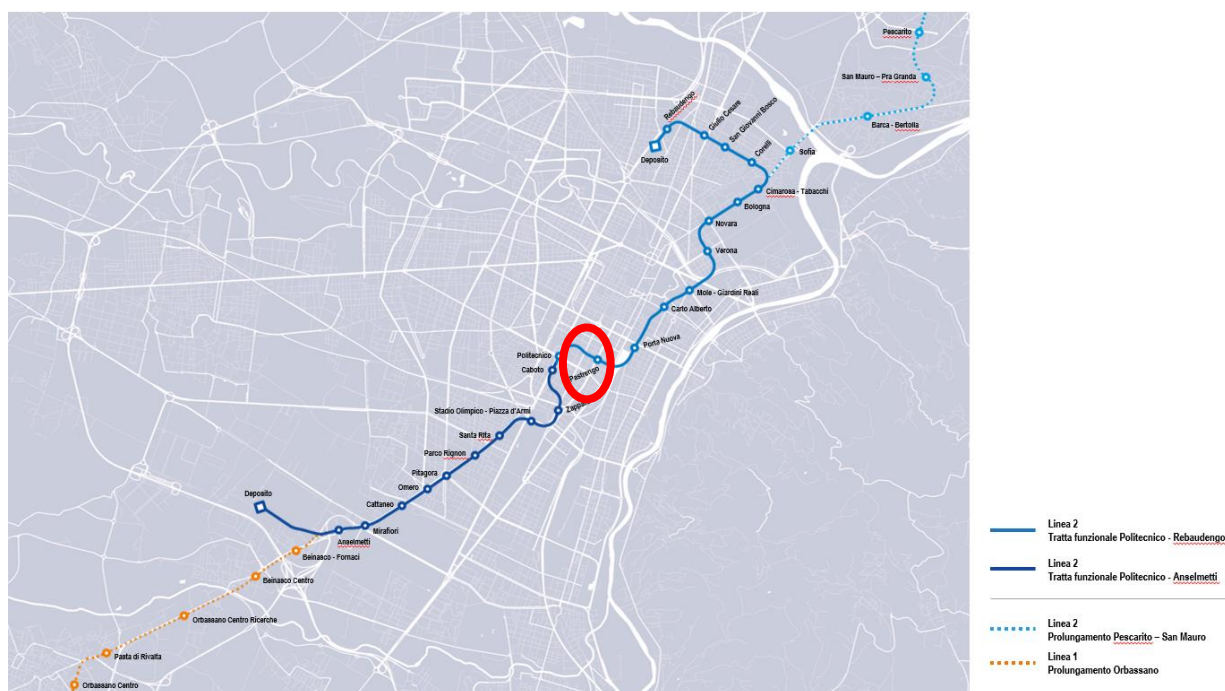 Pescarito
San Mauro – Pra Granda
Barca - Bertolla
Sofia
Rebaudengo
Giulio Cesare
San Giovanni Bosco
Corelli
Deposito
Cimarosa - Tabacchi
Bologna
Novara
Verona
Mole - Giardini Reali
Carlo Alberto
Porta Nuova
Pastrengo
Politecnico
Caboto
Zappa
Stadio Olimpico - Piazza d'Armi
Santa Rita
Parco Rignon
Pitagora
Omero
Cattaneo
Mirafiori
Anselmetti
Deposito
Beinasco - Fornaci
Beinasco Centro
Orbassano Centro Ricerche
Pasta di Rivalta
Orbassano Centro
Linea 2
Tratta funzionale Politecnico - Rebaudengo
Linea 2
Tratta funzionale Politecnico - Anselmetti
Linea 2
Prolungamento Pescarito – San Mauro
Linea 1
Prolungamento Orbassano